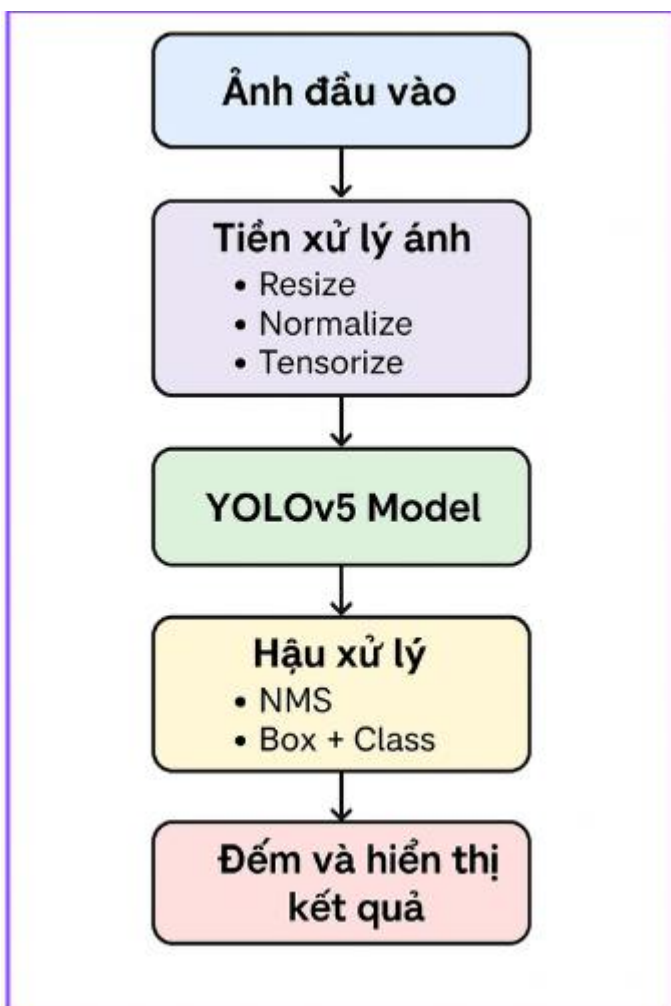 Ảnh đầu vào
Tiền xử lý ánh
• Resize
• Normalize
• Tensorize
YOLOv5 Model
Hậu xử lý
• NMS
• Box + Class
Đếm và hiển thị
kết quả